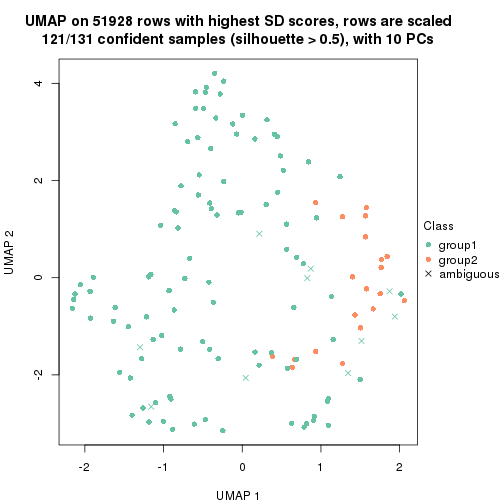 UMAP on 51928 rows with highest SD scores, rows are scaled
121/131 confident samples (silhouette > 0.5), with 10 PCs
4
2
0
-2
UMAP 2
-2
-1
0
1
2
UMAP 1
Class
group1
group2
ambiguous